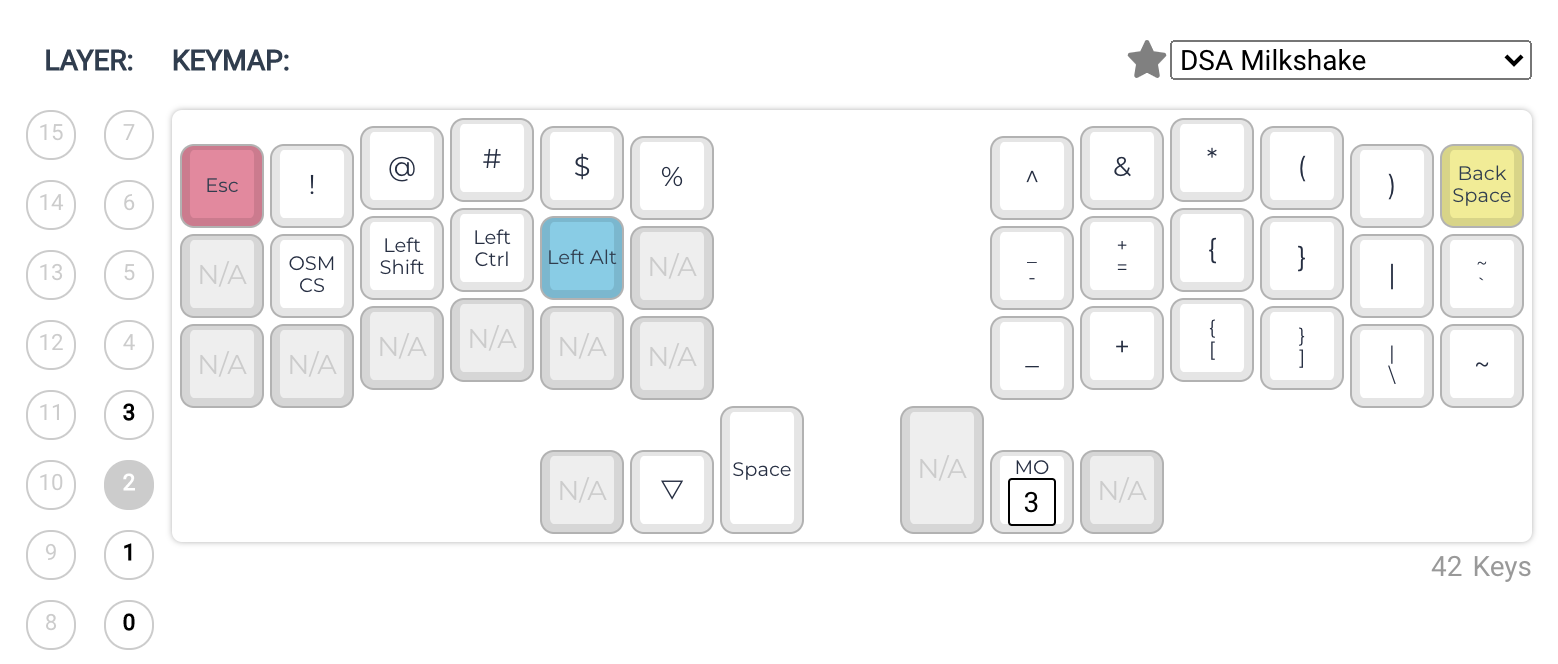 LAYER: KEYMAP: DSA Milkshake
15 7
14 6
13 5
12 4
11 3
10 2
9 1
8 0
Esc ! @ # $ % ^ & * ( ) Back
Space
N/A OSM
CS Left
Shift Left
Ctrl Left Alt N/A _
- +
= { } | ~
`
N/A N/A N/A N/A N/A N/A _ + {
[ }
] |
\ ~
N/A ▽ Space N/A MO
3 N/A
42 Keys